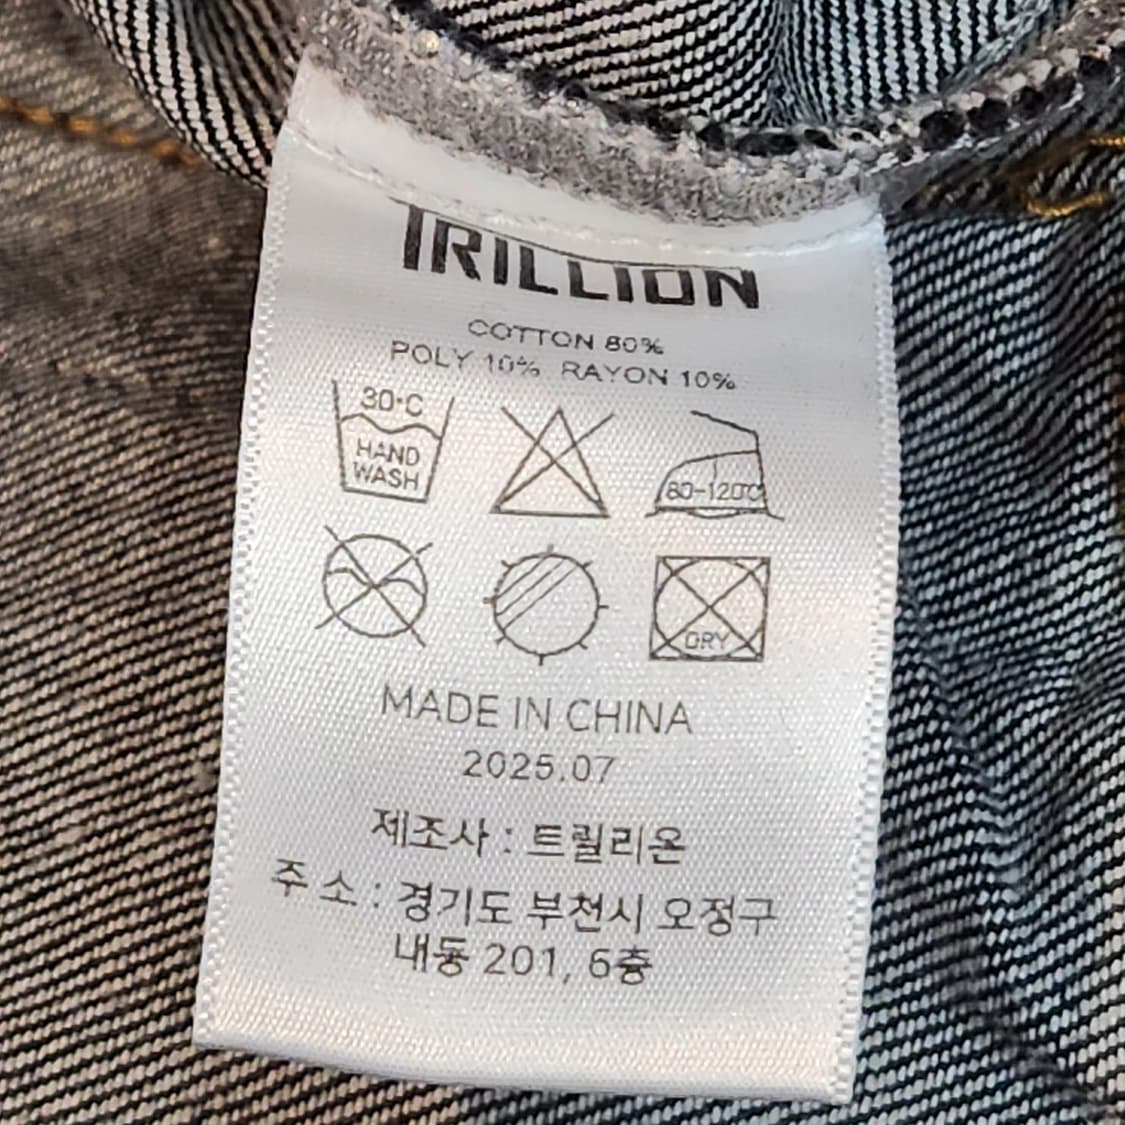 TRILLION
COTTON 80%
POLY 10% RAYON 10%
30·C
HAND
WASH
80-120℃
DRY
MADE IN CHINA
2025.07
제조사 : 트릴리온
주 소 : 경기도 부천시 오정구
내동 201, 6층